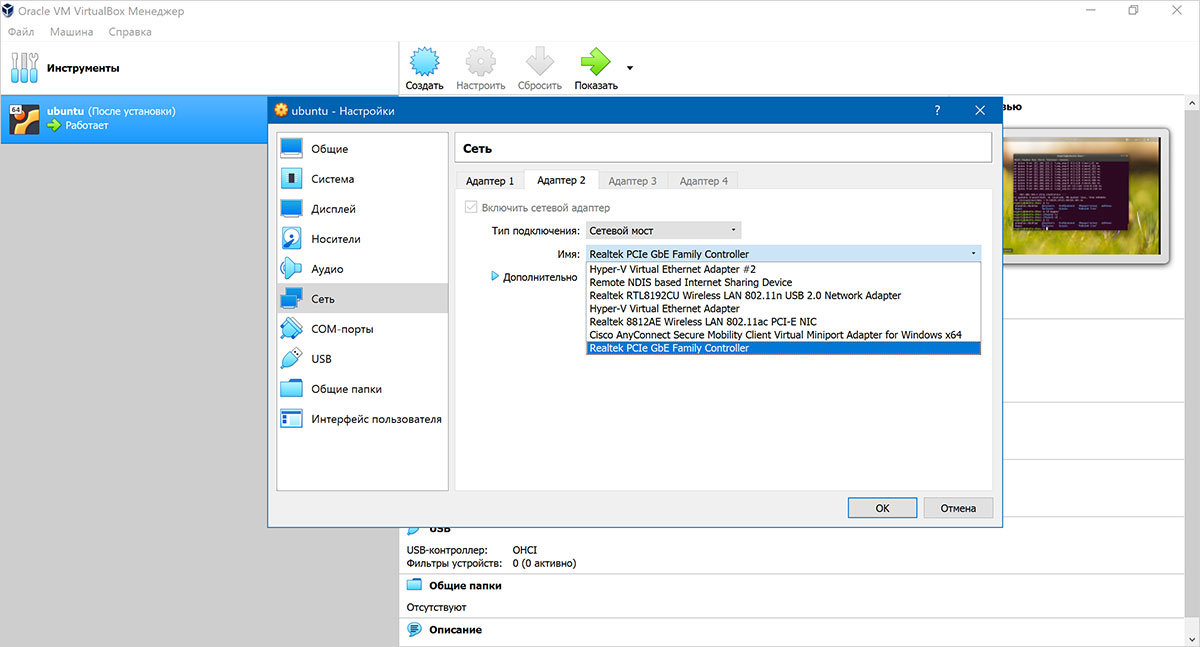 Oracle VM VirtualBox Менеджер
Файл Машина Справка
Инструменты
Создать Настроить Сбросить Показать
64
ubuntu (После установки)
Работает
ubuntu - Настройки ?
Общие
Система
Дисплей
Носители
Аудио
Сеть
COM-порты
USB
Общие папки
Интерфейс пользователя
Сеть
Адаптер 1 Адаптер 2 Адаптер 3 Адаптер 4
Включить сетевой адаптер
Тип подключения: Сетевой мост
Имя: Realtek PCIe GbE Family Controller
Дополнительно
Hyper-V Virtual Ethernet Adapter #2
Remote NDIS based Internet Sharing Device
Realtek RTL8192CU Wireless LAN 802.11n USB 2.0 Network Adapter
Hyper-V Virtual Ethernet Adapter
Realtek 8812AE Wireless LAN 802.11ac PCI-E NIC
Cisco AnyConnect Secure Mobility Client Virtual Miniport Adapter for Windows x64
Realtek PCIe GbE Family Controller
OK Отмена
USB
USB-контроллер: OHCI
Фильтры устройств: 0 (0 активно)
Общие папки
Отсутствуют
Описание